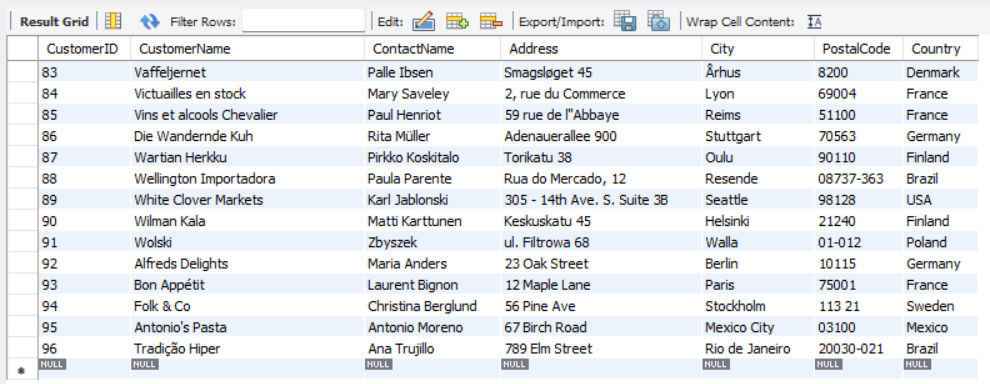 Result Grid Filter Rows: Edit: Export/Import: Wrap Cell Content: IA
CustomerID CustomerName ContactName Address City PostalCode Country
83 Vaffeljernet Palle Ibsen Smagsløget 45 Århus 8200 Denmark
84 Victuailles en stock Mary Saveley 2, rue du Commerce Lyon 69004 France
85 Vins et alcools Chevalier Paul Henriot 59 rue de l"Abbaye Reims 51100 France
86 Die Wandernde Kuh Rita Müller Adenauerallee 900 Stuttgart 70563 Germany
87 Wartian Herkku Pirkko Koskitalo Torikatu 38 Oulu 90110 Finland
88 Wellington Importadora Paula Parente Rua do Mercado, 12 Resende 08737-363 Brazil
89 White Clover Markets Karl Jablonski 305 - 14th Ave. S. Suite 3B Seattle 98128 USA
90 Wilman Kala Matti Karttunen Keskuskatu 45 Helsinki 21240 Finland
91 Wolski Zbyszek ul. Filtrowa 68 Walla 01-012 Poland
92 Alfreds Delights Maria Anders 23 Oak Street Berlin 10115 Germany
93 Bon Appétit Laurent Bignon 12 Maple Lane Paris 75001 France
94 Folk & Co Christina Berglund 56 Pine Ave Stockholm 113 21 Sweden
95 Antonio's Pasta Antonio Moreno 67 Birch Road Mexico City 03100 Mexico
96 Tradição Hiper Ana Trujillo 789 Elm Street Rio de Janeiro 20030-021 Brazil
NULL NULL NULL NULL NULL NULL NULL